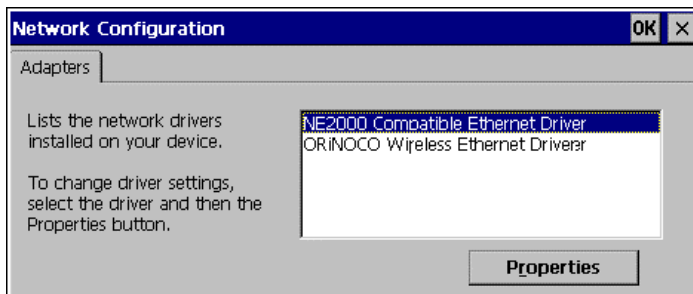 Network Configuration OK ×
Adapters
Lists the network drivers
installed on your device.
To change driver settings,
select the driver and then the
Properties button.
NE2000 Compatible Ethernet Driver
ORiNOCO Wireless Ethernet Driverer
Properties